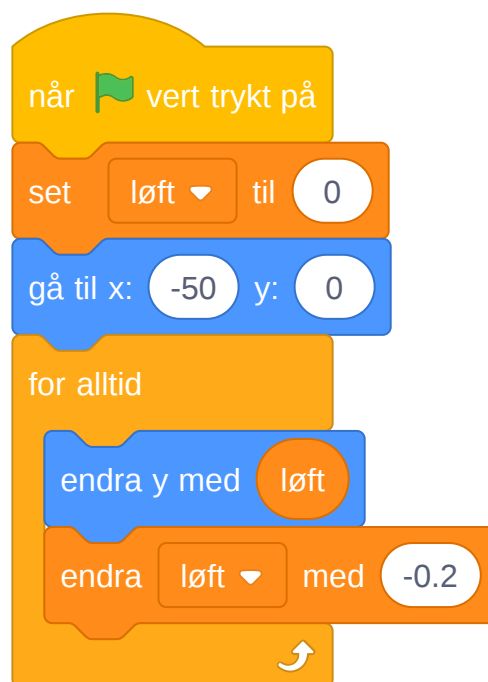 når vert trykt på
set løft til 0
gå til x: -50 y: 0
for alltid
endra y med løft
endra løft med -0.2